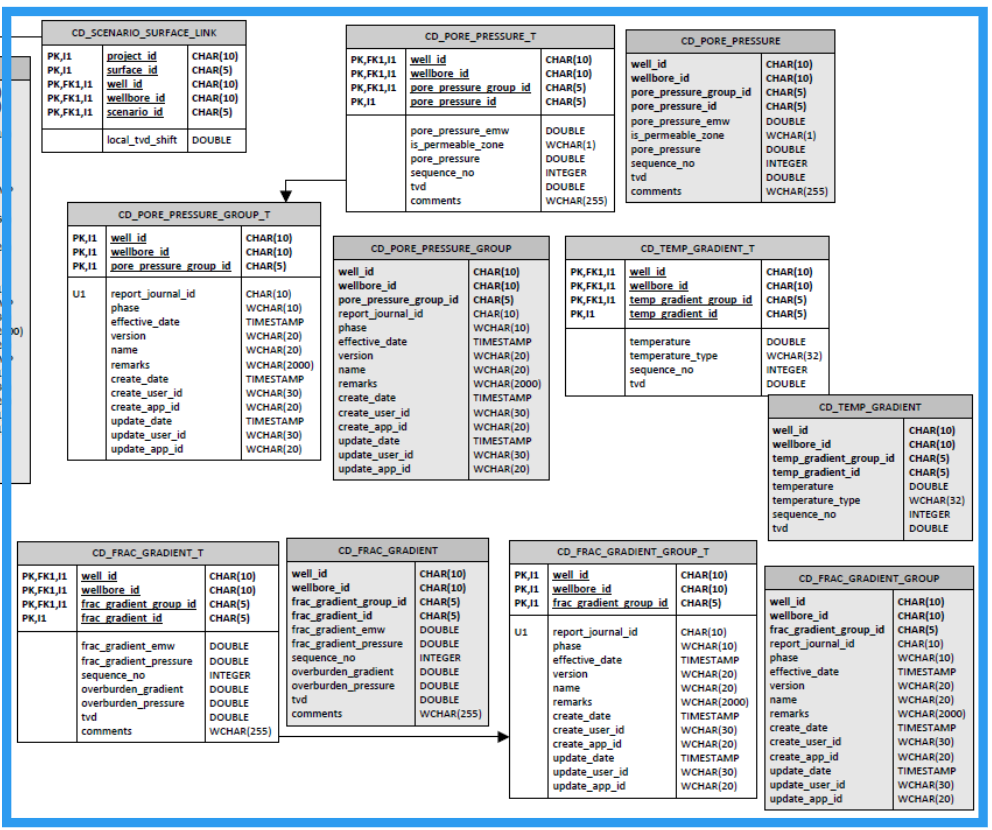 CD_SCENARIO_SURFACE_LINK
PK,I1 project_id CHAR(10)
PK,I1 surface_id CHAR(5)
PK,FK1,I1 well_id CHAR(10)
PK,FK1,I1 wellbore_id CHAR(10)
PK,FK1,I1 scenario_id CHAR(5)
local_tvd_shift DOUBLE
CD_PORE_PRESSURE_T
PK,FK1,I1 well_id CHAR(10)
PK,FK1,I1 wellbore_id CHAR(10)
PK,FK1,I1 pore_pressure_group_id CHAR(5)
PK,I1 pore_pressure_id CHAR(5)
pore_pressure_emw DOUBLE
is_permeable_zone WCHAR(1)
pore_pressure DOUBLE
sequence_no INTEGER
tvd DOUBLE
comments WCHAR(255)
CD_PORE_PRESSURE
well_id CHAR(10)
wellbore_id CHAR(10)
pore_pressure_group_id CHAR(5)
pore_pressure_id CHAR(5)
pore_pressure_emw DOUBLE
is_permeable_zone WCHAR(1)
pore_pressure DOUBLE
sequence_no INTEGER
tvd DOUBLE
comments WCHAR(255)
CD_PORE_PRESSURE_GROUP_T
PK,I1 well_id CHAR(10)
PK,I1 wellbore_id CHAR(10)
PK,I1 pore_pressure_group_id CHAR(5)
U1 report_journal_id CHAR(10)
phase WCHAR(10)
effective_date TIMESTAMP
version WCHAR(20)
name WCHAR(20)
remarks WCHAR(2000)
create_date TIMESTAMP
create_user_id WCHAR(30)
create_app_id WCHAR(20)
update_date TIMESTAMP
update_user_id WCHAR(30)
update_app_id WCHAR(20)
CD_PORE_PRESSURE_GROUP
well_id CHAR(10)
wellbore_id CHAR(10)
pore_pressure_group_id CHAR(5)
report_journal_id CHAR(10)
phase WCHAR(10)
effective_date TIMESTAMP
version WCHAR(20)
name WCHAR(20)
remarks WCHAR(2000)
create_date TIMESTAMP
create_user_id WCHAR(30)
create_app_id WCHAR(20)
update_date TIMESTAMP
update_user_id WCHAR(30)
update_app_id WCHAR(20)
CD_TEMP_GRADIENT_T
PK,FK1,I1 well_id CHAR(10)
PK,FK1,I1 wellbore_id CHAR(10)
PK,FK1,I1 temp_gradient_group_id CHAR(5)
PK,I1 temp_gradient_id CHAR(5)
temperature DOUBLE
temperature_type WCHAR(32)
sequence_no INTEGER
tvd DOUBLE
CD_TEMP_GRADIENT
well_id CHAR(10)
wellbore_id CHAR(10)
temp_gradient_group_id CHAR(5)
temp_gradient_id CHAR(5)
temperature DOUBLE
temperature_type WCHAR(32)
sequence_no INTEGER
tvd DOUBLE
CD_FRAC_GRADIENT_T
PK,FK1,I1 well_id CHAR(10)
PK,FK1,I1 wellbore_id CHAR(10)
PK,FK1,I1 frac_gradient_group_id CHAR(5)
PK,I1 frac_gradient_id CHAR(5)
frac_gradient_emw DOUBLE
frac_gradient_pressure DOUBLE
sequence_no INTEGER
overburden_gradient DOUBLE
overburden_pressure DOUBLE
tvd DOUBLE
comments WCHAR(255)
CD_FRAC_GRADIENT
well_id CHAR(10)
wellbore_id CHAR(10)
frac_gradient_group_id CHAR(5)
frac_gradient_id CHAR(5)
frac_gradient_emw DOUBLE
frac_gradient_pressure DOUBLE
sequence_no INTEGER
overburden_gradient DOUBLE
overburden_pressure DOUBLE
tvd DOUBLE
comments WCHAR(255)
CD_FRAC_GRADIENT_GROUP_T
PK,I1 well_id CHAR(10)
PK,I1 wellbore_id CHAR(10)
PK,I1 frac_gradient_group_id CHAR(5)
U1 report_journal_id CHAR(10)
phase WCHAR(10)
effective_date TIMESTAMP
version WCHAR(20)
name WCHAR(20)
remarks WCHAR(2000)
create_date TIMESTAMP
create_user_id WCHAR(30)
create_app_id WCHAR(20)
update_date TIMESTAMP
update_user_id WCHAR(30)
update_app_id WCHAR(20)
CD_FRAC_GRADIENT_GROUP
well_id CHAR(10)
wellbore_id CHAR(10)
frac_gradient_group_id CHAR(5)
report_journal_id CHAR(10)
phase WCHAR(10)
effective_date TIMESTAMP
version WCHAR(20)
name WCHAR(20)
remarks WCHAR(2000)
create_date TIMESTAMP
create_user_id WCHAR(30)
create_app_id WCHAR(20)
update_date TIMESTAMP
update_user_id WCHAR(30)
update_app_id WCHAR(20)